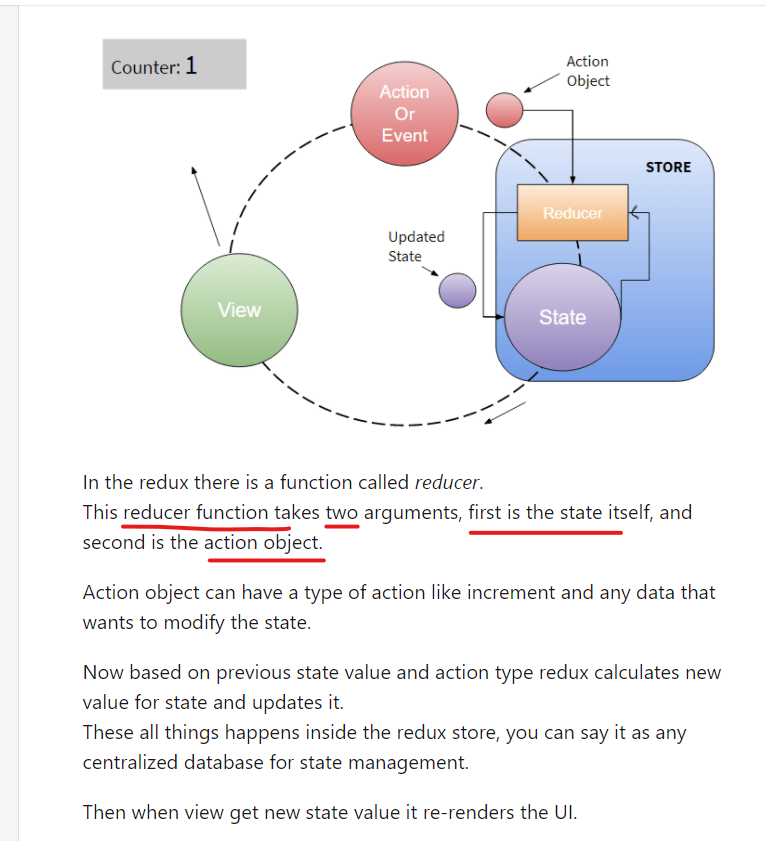 Counter: 1
Action
Or
Event
Action
Object
STORE
Reducer
Updated
State
View
State
In the redux there is a function called reducer.
This reducer function takes two arguments, first is the state itself, and
second is the action object.
Action object can have a type of action like increment and any data that
wants to modify the state.
Now based on previous state value and action type redux calculates new
value for state and updates it.
These all things happens inside the redux store, you can say it as any
centralized database for state management.
Then when view get new state value it re-renders the UI.